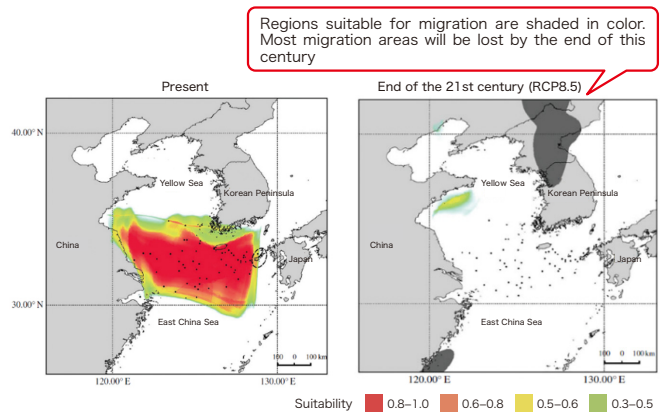 Regions suitable for migration are shaded in color.
Most migration areas will be lost by the end of this
century
Present
End of the 21st century (RCP8.5)
40.00° N
30.00° N
Yellow Sea
Korean Peninsula
China
Japan
East China Sea
100 0 100 km
120.00° E
130.00° E
Yellow Sea
Korean Peninsula
China
Japan
East China Sea
100 0 100 km
120.00° E
130.00° E
Suitability 0.8–1.0 0.6–0.8 0.5–0.6 0.3–0.5